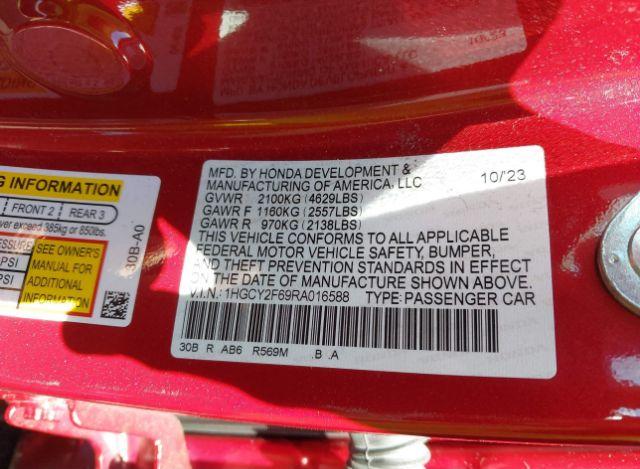 MFD. BY HONDA DEVELOPMENT & 10/23
MANUFACTURING OF AMERICA, LLC
GVWR 2100KG (4629LBS)
GAWR F 1160KG (2557LBS)
GAWR R 970KG (2138LBS)
THIS VEHICLE CONFORMS TO ALL APPLICABLE
FEDERAL MOTOR VEHICLE SAFETY, BUMPER,
AND THEFT PREVENTION STANDARDS IN EFFECT
ON THE DATE OF MANUFACTURE SHOWN ABOVE.
V.I.N.: 1HGCY2F69RA016588 TYPE: PASSENGER CAR
30B R AB6 R569M .B .A
G INFORMATION
FRONT 2 REAR 3
exceed 385kg or 850lbs.
SEE OWNER'S
MANUAL FOR
ADDITIONAL
INFORMATION
PSI
30B-A0